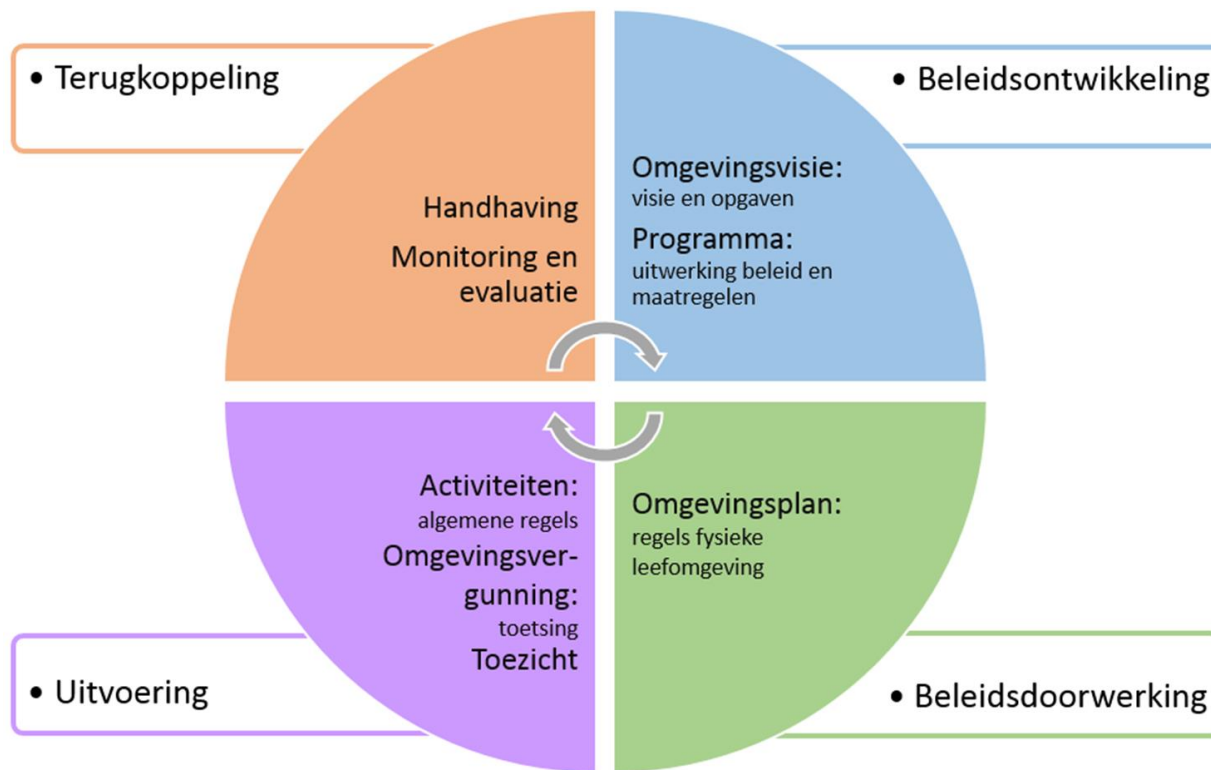 • Terugkoppeling
Handhaving
Monitoring en
evaluatie
• Beleidsontwikkeling
Omgevingsvisie:
visie en opgaven
Programma:
uitwerking beleid en
maatregelen
Activiteiten:
algemene regels
Omgevingsver-
gunning:
toetsing
Toezicht
• Uitvoering
Omgevingsplan:
regels fysieke
leefomgeving
• Beleidsdoorwerking